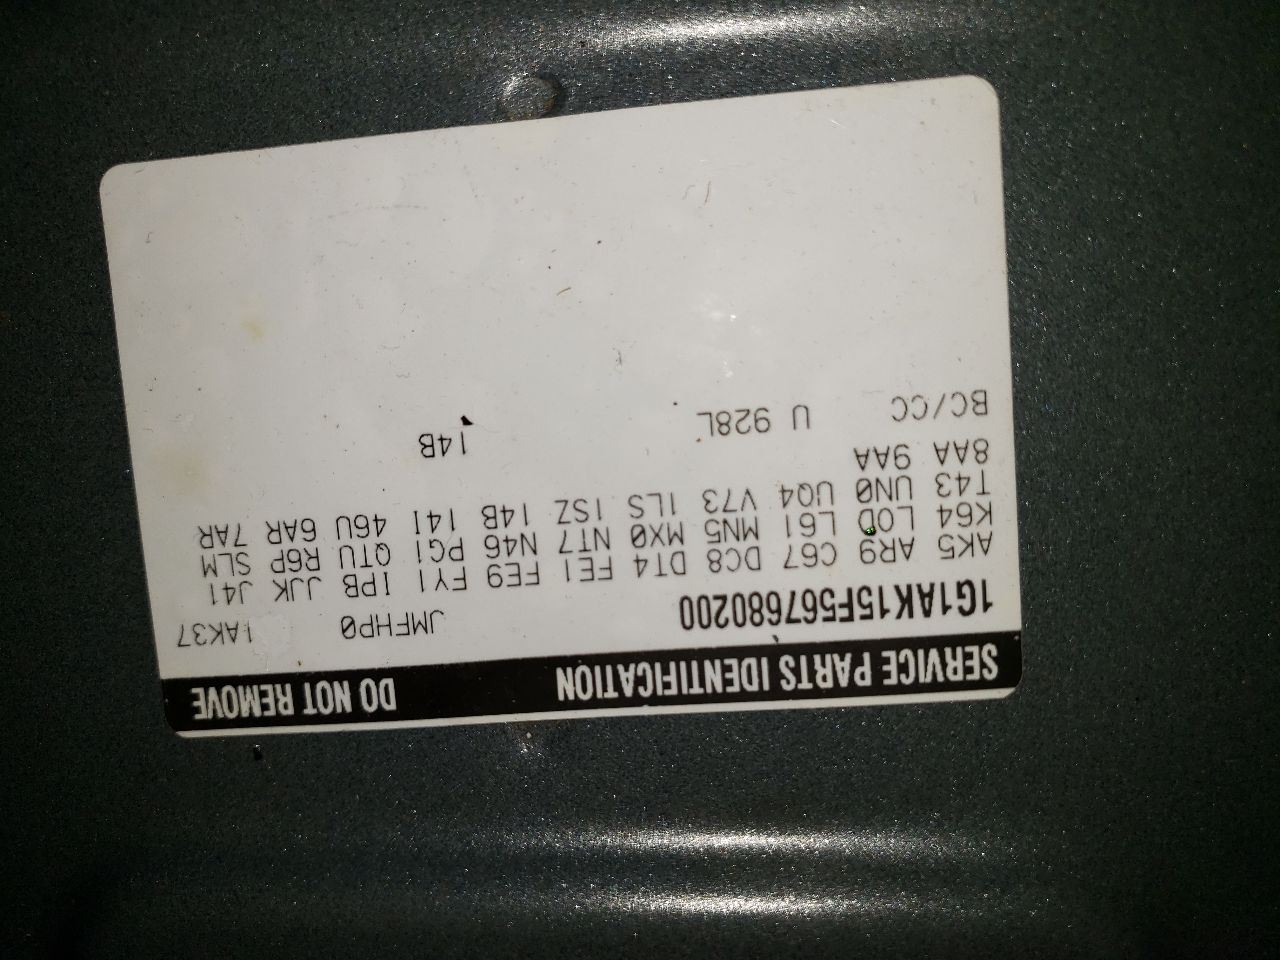 SERVICE PARTS IDENTIFICATION DO NOT REMOVE
1G1AK15F567680200 JMFHP0 1AK37
AK5 AR9 C67 DC8 DT4 FE1 FE9 FY1 IPB JJK J41
K64 LOD L61 MN5 MX0 NT7 N46 PG1 QTU R6P SLM
T43 UN0 UQ4 V73 1LS 1SZ 14B 14I 46U 6AR 7AR
8AA 9AA
14B
BC/CC U 928L